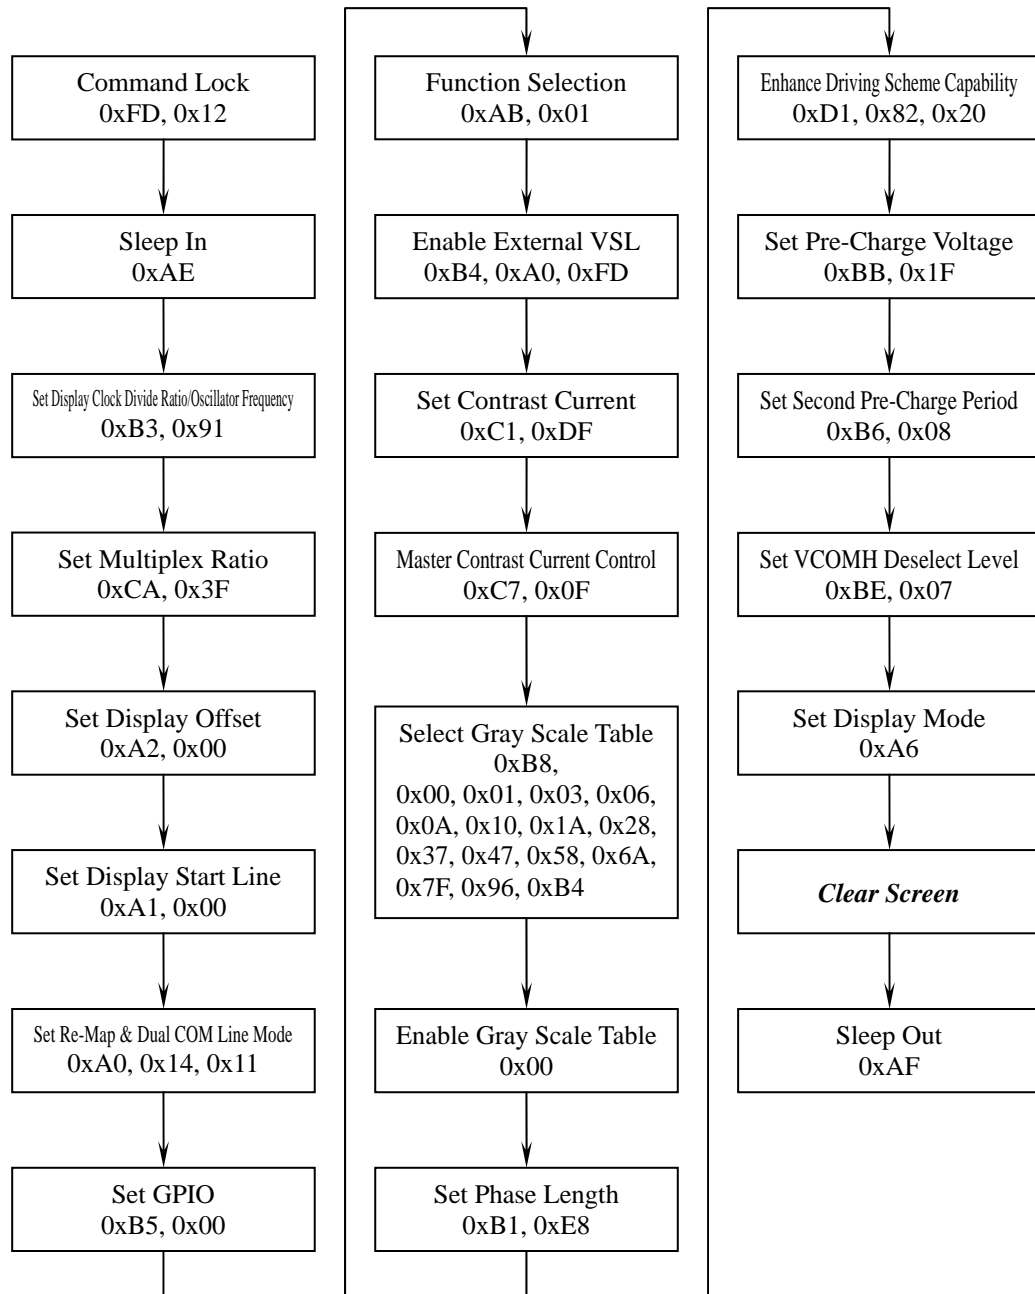 Command Lock
0xFD, 0x12
Sleep In
0xAE
Set Display Clock Divide Ratio/Oscillator Frequency
0xB3, 0x91
Set Multiplex Ratio
0xCA, 0x3F
Set Display Offset
0xA2, 0x00
Set Display Start Line
0xA1, 0x00
Set Re-Map & Dual COM Line Mode
0xA0, 0x14, 0x11
Set GPIO
0xB5, 0x00
Function Selection
0xAB, 0x01
Enable External VSL
0xB4, 0xA0, 0xFD
Set Contrast Current
0xC1, 0xDF
Master Contrast Current Control
0xC7, 0x0F
Select Gray Scale Table
0xB8,
0x00, 0x01, 0x03, 0x06,
0x0A, 0x10, 0x1A, 0x28,
0x37, 0x47, 0x58, 0x6A,
0x7F, 0x96, 0xB4
Enable Gray Scale Table
0x00
Set Phase Length
0xB1, 0xE8
Enhance Driving Scheme Capability
0xD1, 0x82, 0x20
Set Pre-Charge Voltage
0xBB, 0x1F
Set Second Pre-Charge Period
0xB6, 0x08
Set VCOMH Deselect Level
0xBE, 0x07
Set Display Mode
0xA6
Clear Screen
Sleep Out
0xAF